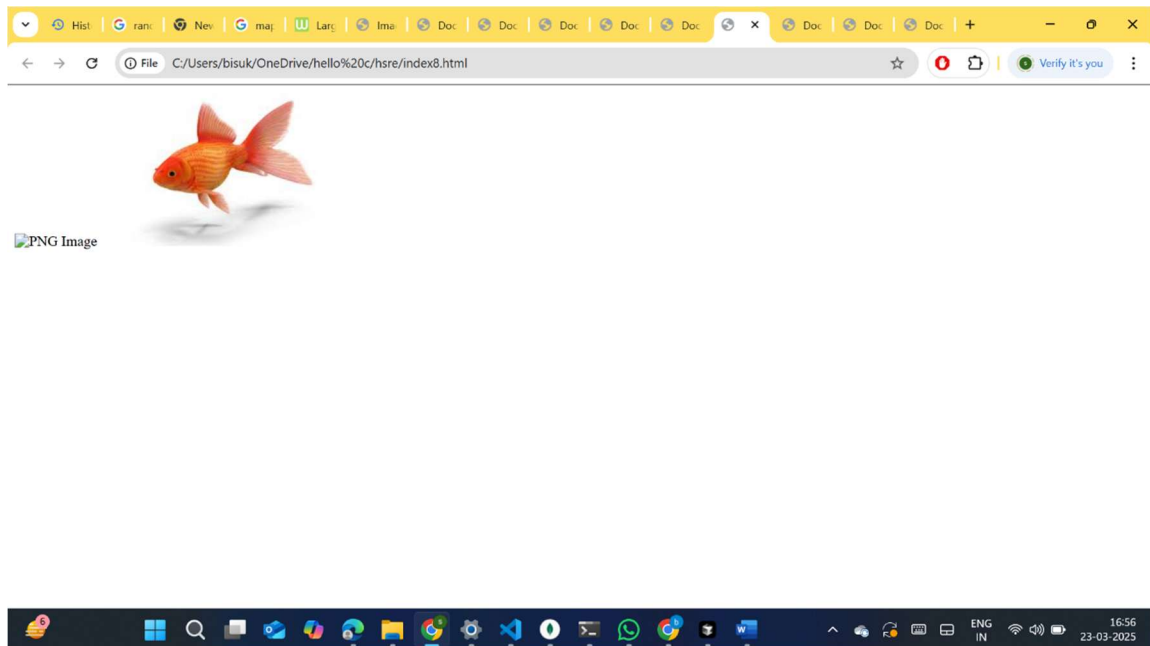 Hist G ranc Nev G map Larg Ima Doc Doc Doc Doc Doc Doc Doc Doc
File C:/Users/bisuk/OneDrive/hello%20c/hsre/index8.html Verify it's you
PNG Image
6 ENG 16:56
IN 23-03-2025